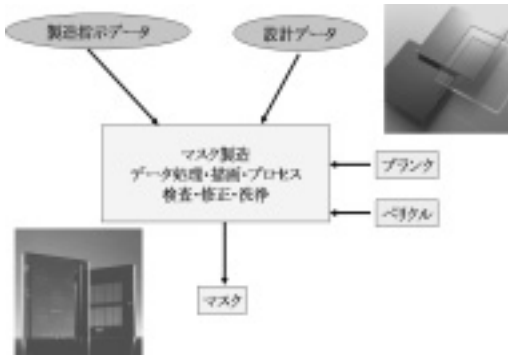 製造指示データ
設計データ
マスク製造
データ処理・描画・プロセス
検査・修正・洗浄
ブランク
ペリクル
マスク